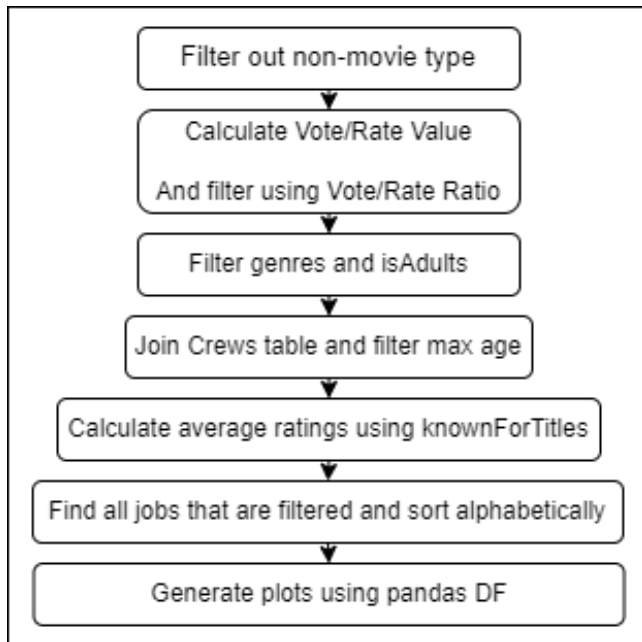 Filter out non-movie type
Calculate Vote/Rate Value
And filter using Vote/Rate Ratio
Filter genres and isAdults
Join Crews table and filter max age
Calculate average ratings using knownForTitles
Find all jobs that are filtered and sort alphabetically
Generate plots using pandas DF